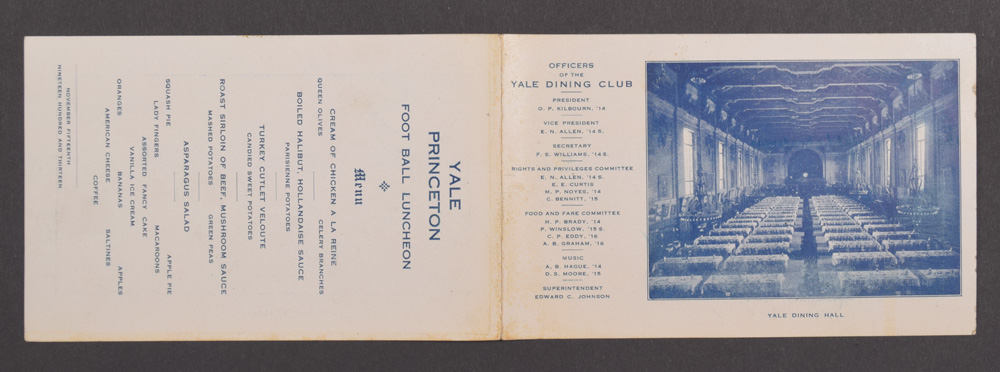 YALE
PRINCETON
FOOT BALL LUNCHEON
Menu
CREAM OF CHICKEN A LA REINE
QUEEN OLIVES CELERY BRANCHES
BOILED HALIBUT, HOLLANDAISE SAUCE
PARISIENNE POTATOES
TURKEY CUTLET VELOUTE
CANDIED SWEET POTATOES
ROAST SIRLOIN OF BEEF, MUSHROOM SAUCE
MASHED POTATOES GREEN PEAS
ASPARAGUS SALAD
SQUASH PIE APPLE PIE
LADY FINGERS MACAROONS
ASSORTED FANCY CAKE
VANILLA ICE CREAM
ORANGES BANANAS APPLES
AMERICAN CHEESE SALTINES
COFFEE
NOVEMBER FIFTEENTH
NINETEEN HUNDRED AND THIRTEEN
OFFICERS
OF THE
YALE DINING CLUB
PRESIDENT
O. P. KILBOURN, '14
VICE PRESIDENT
E. N. ALLEN, '14 S.
SECRETARY
F. S. WILLIAMS, '14 S.
RIGHTS AND PRIVILEGES COMMITTEE
E. N. ALLEN, '14 S.
E. E. CURTIS
M. P. NOYES, '14
C. BENNITT, '15
FOOD AND FARE COMMITTEE
H. P. BRADY, '14
P. WINSLOW, '15 S.
C. P. EDDY, '16
A. B. GRAHAM, '16
MUSIC
A. B. HAGUE, '14
D. S. MOORE, '15
SUPERINTENDENT
EDWARD C. JOHNSON
YALE DINING HALL